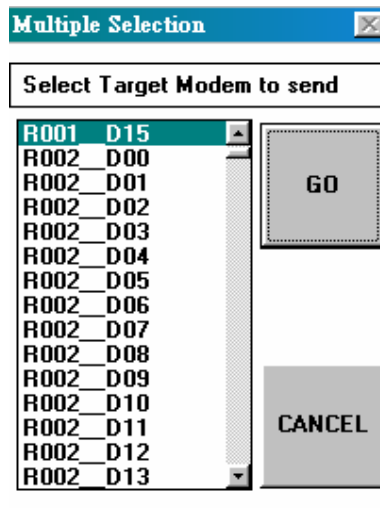 Multiple Selection
Select Target Modem to send
R001__D15
R002__D00
R002__D01
R002__D02
R002__D03
R002__D04
R002__D05
R002__D06
R002__D07
R002__D08
R002__D09
R002__D10
R002__D11
R002__D12
R002__D13
GO
CANCEL